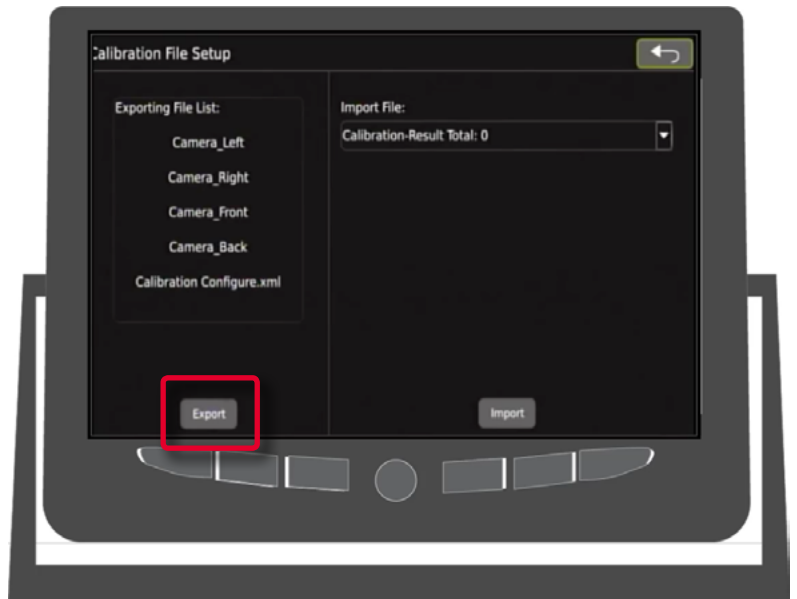 Calibration File Setup
Exporting File List:
Camera_Left
Camera_Right
Camera_Front
Camera_Back
Calibration Configure.xml
Export
Import File:
Calibration-Result Total: 0
Import